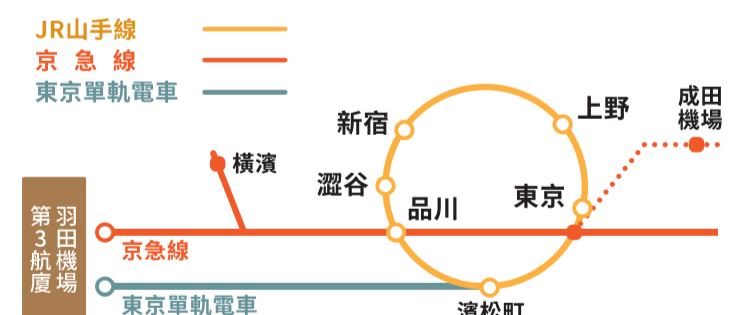 JR山手線
京急線
東京單軌電車
上野
成田
機場
新宿
橫濱
澀谷
東京
品川
羽田機場
第3航廈
京急線
東京單軌電車
濱松町